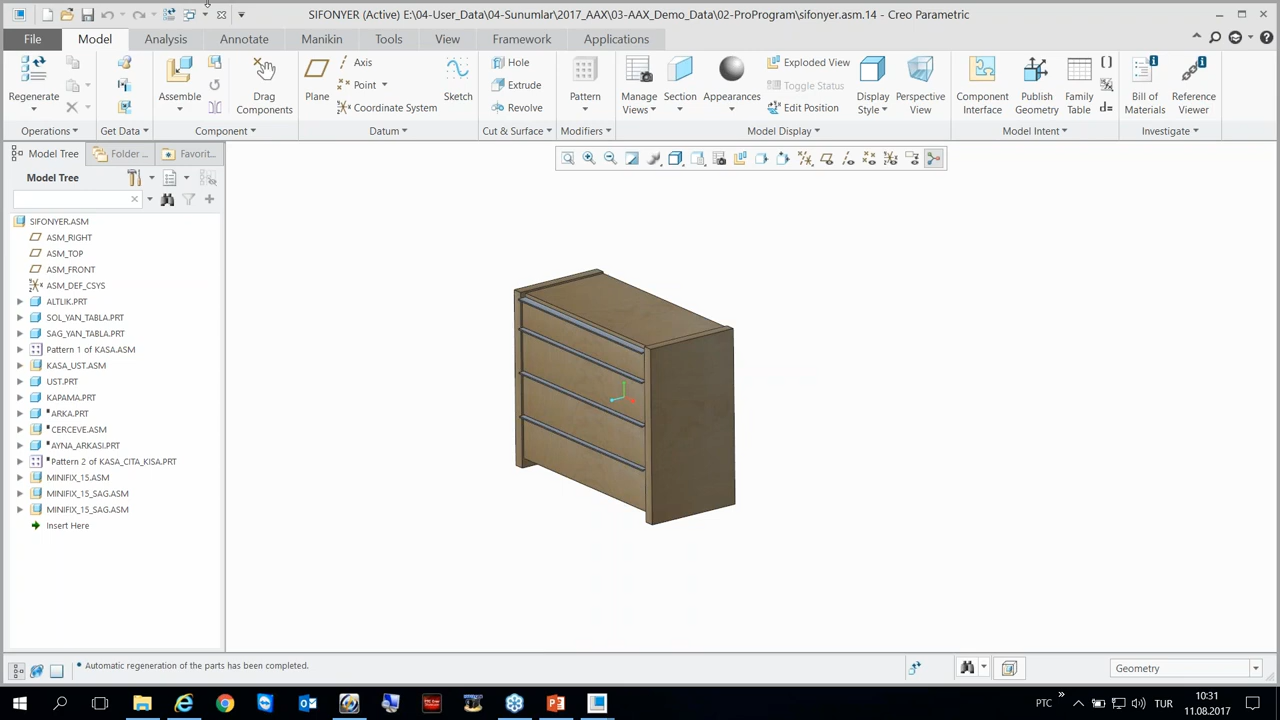 SIFONYER (Active) E:\04-User_Data\04-Sunumlar\2017_AAX\03-AAX_Demo_Data\02-ProProgram\sifonyer.asm.14 - Creo Parametric
File Model Analysis Annotate Manikin Tools View Framework Applications
Regenerate
Assemble
Drag Components
Plane
Axis
Point
Coordinate System
Sketch
Hole
Extrude
Revolve
Pattern
Manage Views
Section
Appearances
Exploded View
Toggle Status
Edit Position
Display Style
Perspective View
Component Interface
Publish Geometry
Family Table
Bill of Materials
Reference Viewer
Operations Get Data Component Datum Cut & Surface Modifiers Model Display Model Intent Investigate
Model Tree Folder ... Favorit...
Model Tree
SIFONYER.ASM
ASM_RIGHT
ASM_TOP
ASM_FRONT
ASM_DEF_CSYS
ALTLIK.PRT
SOL_YAN_TABLA.PRT
SAG_YAN_TABLA.PRT
Pattern 1 of KASA.ASM
KASA_UST.ASM
UST.PRT
KAPAMA.PRT
ARKA.PRT
CERCEVE.ASM
AYNA_ARKASI.PRT
Pattern 2 of KASA_CITA_KISA.PRT
MINIFIX_15.ASM
MINIFIX_15_SAG.ASM
MINIFIX_15_SAG.ASM
Insert Here
• Automatic regeneration of the parts has been completed.
Geometry
PTC
TUR
10:31
11.08.2017